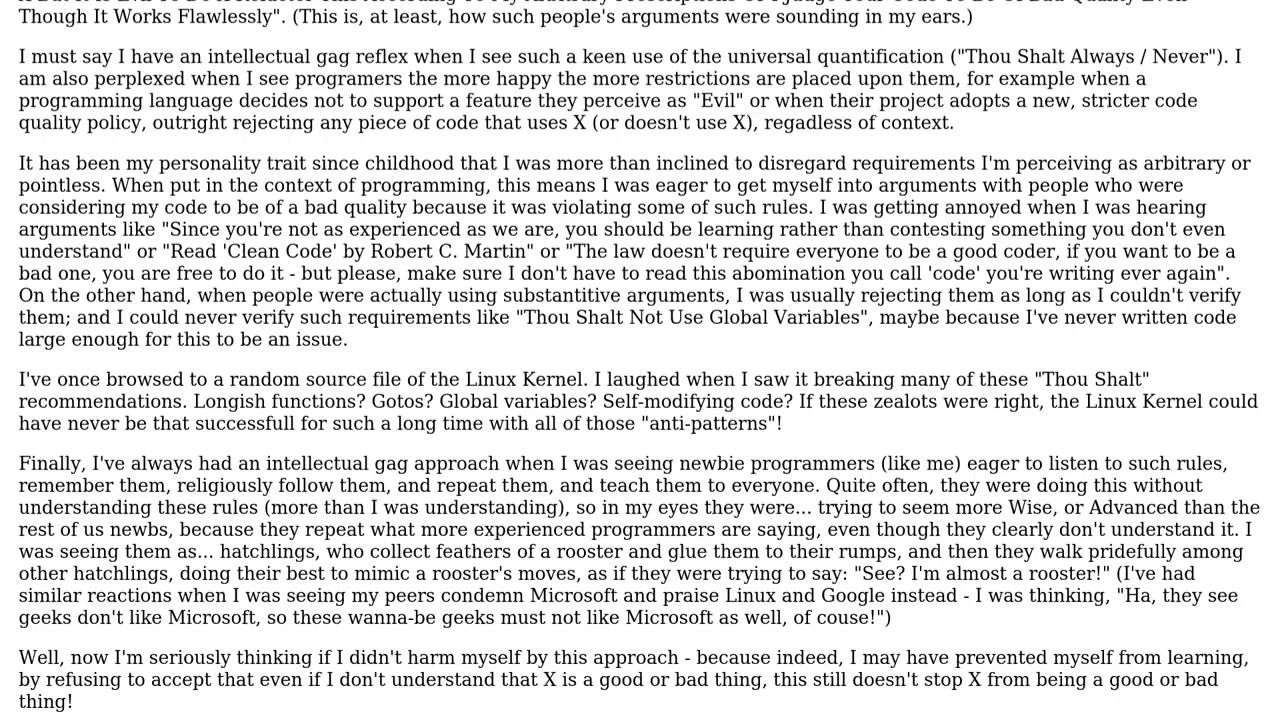 Though It Works Flawlessly". (This is, at least, how such people's arguments were sounding in my ears.)
I must say I have an intellectual gag reflex when I see such a keen use of the universal quantification ("Thou Shalt Always / Never"). I
am also perplexed when I see programers the more happy the more restrictions are placed upon them, for example when a
programming language decides not to support a feature they perceive as "Evil" or when their project adopts a new, stricter code
quality policy, outright rejecting any piece of code that uses X (or doesn't use X), regadless of context.
It has been my personality trait since childhood that I was more than inclined to disregard requirements I'm perceiving as arbitrary or
pointless. When put in the context of programming, this means I was eager to get myself into arguments with people who were
considering my code to be of a bad quality because it was violating some of such rules. I was getting annoyed when I was hearing
arguments like "Since you're not as experienced as we are, you should be learning rather than contesting something you don't even
understand" or "Read 'Clean Code' by Robert C. Martin" or "The law doesn't require everyone to be a good coder, if you want to be a
bad one, you are free to do it - but please, make sure I don't have to read this abomination you call 'code' you're writing ever again".
On the other hand, when people were actually using substantitive arguments, I was usually rejecting them as long as I couldn't verify
them; and I could never verify such requirements like "Thou Shalt Not Use Global Variables", maybe because I've never written code
large enough for this to be an issue.
I've once browsed to a random source file of the Linux Kernel. I laughed when I saw it breaking many of these "Thou Shalt"
recommendations. Longish functions? Gotos? Global variables? Self-modifying code? If these zealots were right, the Linux Kernel could
have never be that successfull for such a long time with all of those "anti-patterns"!
Finally, I've always had an intellectual gag approach when I was seeing newbie programmers (like me) eager to listen to such rules,
remember them, religiously follow them, and repeat them, and teach them to everyone. Quite often, they were doing this without
understanding these rules (more than I was understanding), so in my eyes they were... trying to seem more Wise, or Advanced than the
rest of us newbs, because they repeat what more experienced programmers are saying, even though they clearly don't understand it. I
was seeing them as... hatchlings, who collect feathers of a rooster and glue them to their rumps, and then they walk pridefully among
other hatchlings, doing their best to mimic a rooster's moves, as if they were trying to say: "See? I'm almost a rooster!" (I've had
similar reactions when I was seeing my peers condemn Microsoft and praise Linux and Google instead - I was thinking, "Ha, they see
geeks don't like Microsoft, so these wanna-be geeks must not like Microsoft as well, of couse!")
Well, now I'm seriously thinking if I didn't harm myself by this approach - because indeed, I may have prevented myself from learning,
by refusing to accept that even if I don't understand that X is a good or bad thing, this still doesn't stop X from being a good or bad
thing!